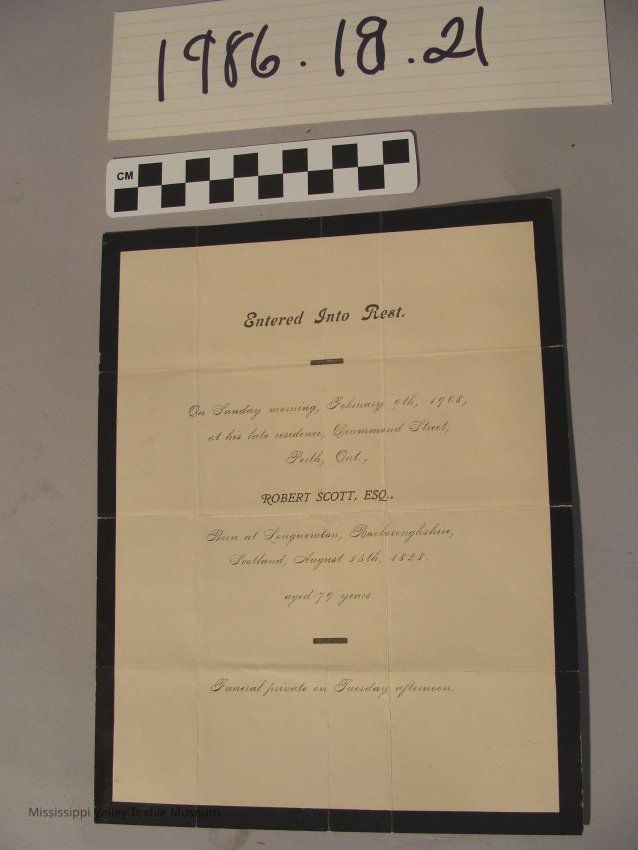 1986.18.21
CM
Entered Into Rest.
On Sunday morning, February 9th, 1908,
at his late residence, Drummond Street,
Perth, Ont.,
ROBERT SCOTT, ESQ.,
Born at Longnewton, Roxboroughshire,
Scotland, August 15th, 1828.
aged 79 years.
Funeral private on Tuesday afternoon.
Mississippi Valley Textile Museum